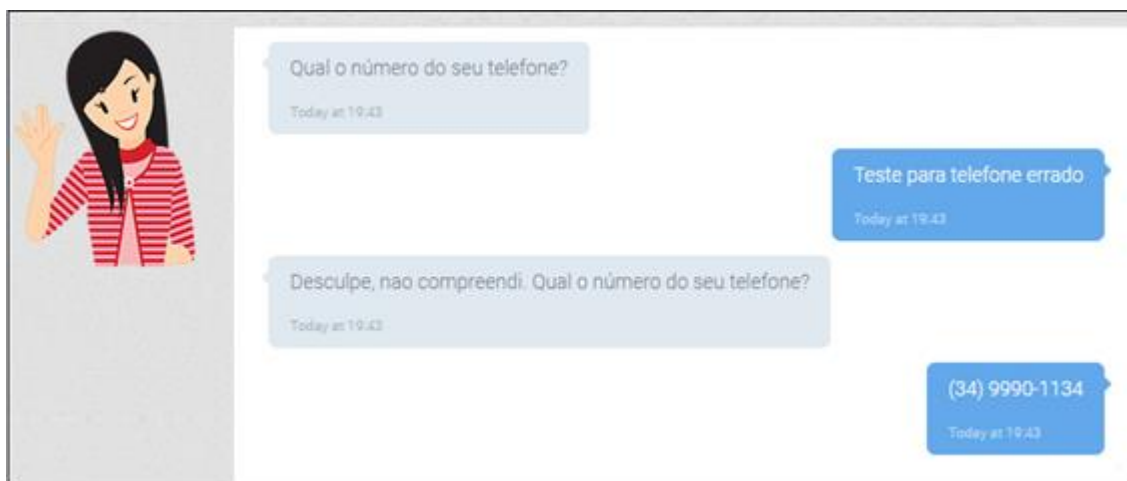 Qual o número do seu telefone?
Today at 19:43
Teste para telefone errado
Today at 19:43
Desculpe, nao compreendi. Qual o número do seu telefone?
Today at 19:43
(34) 9990-1134
Today at 19:43